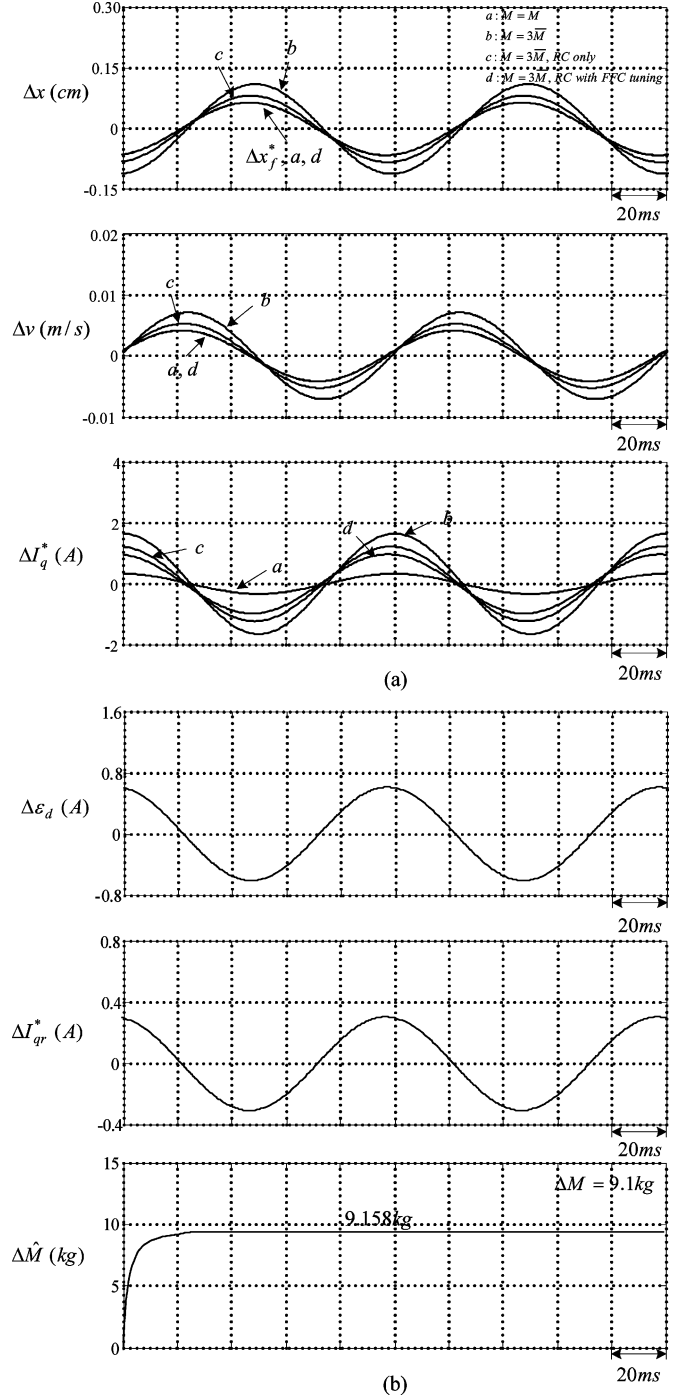 0.30
a : M = M̅
b : M = 3M̅
c : M = 3M̅ , RC only
d : M = 3M̅ , RC with FFC tuning
0.15
c
b
Δx (cm)
0
Δx*f , a, d
-0.15
20ms
0.02
0.01
c
b
Δv (m / s)
0
a, d
-0.01
20ms
4
2
d
b
ΔI*q (A)
c
a
0
-2
20ms
(a)
1.6
0.8
Δεd (A)
0
-0.8
20ms
0.8
0.4
ΔI*qr (A)
0
-0.4
20ms
15
ΔM = 9.1kg
10
9.158kg
ΔM̂ (kg)
5
0
20ms
(b)